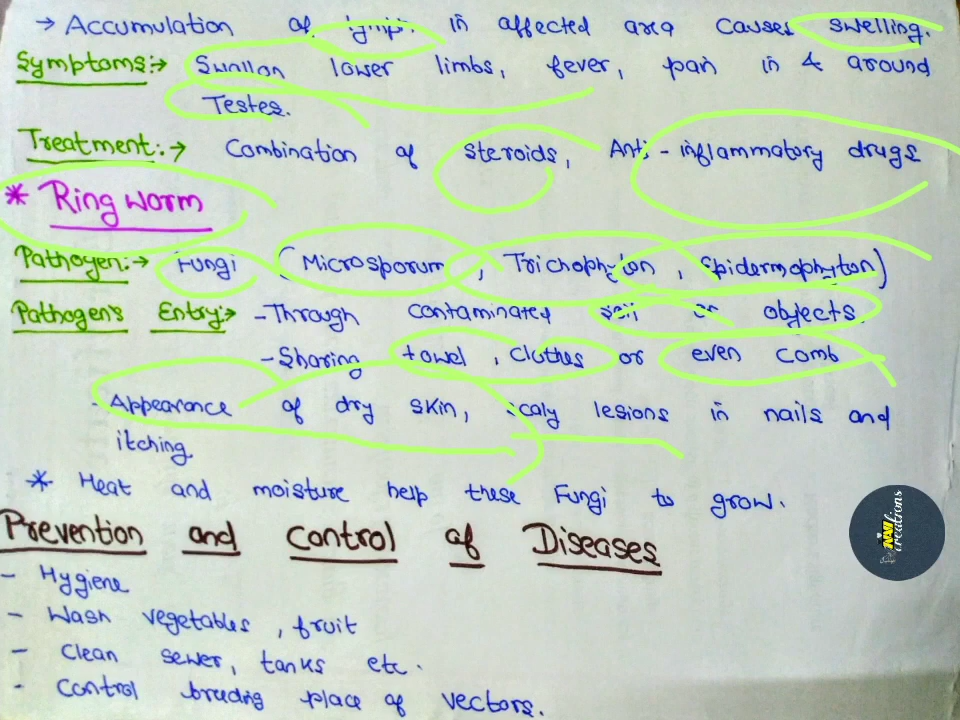 → Accumulation of lymph in affected area causes swelling.
Symptoms:→ Swollan lower limbs, fever, pain in & around
Testes.
Treatment:→ Combination of steroids, Anti-inflammatory drugs
* Ring worm
Pathogen:→ Fungi (Microsporum, Trichophyton, Epidermophyton)
Pathogen's Entry:→ -Through contaminated soil or objects
-Sharing towel, Clothes or even comb
- Appearance of dry skin, scaly lesions in nails and
itching
* Heat and moisture help these Fungi to grow.
Prevention and Control of Diseases
- Hygiene
- Wash vegetables, fruit
- Clean sewer, tanks etc.
- Control breeding place of vectors.
NAVI
creations